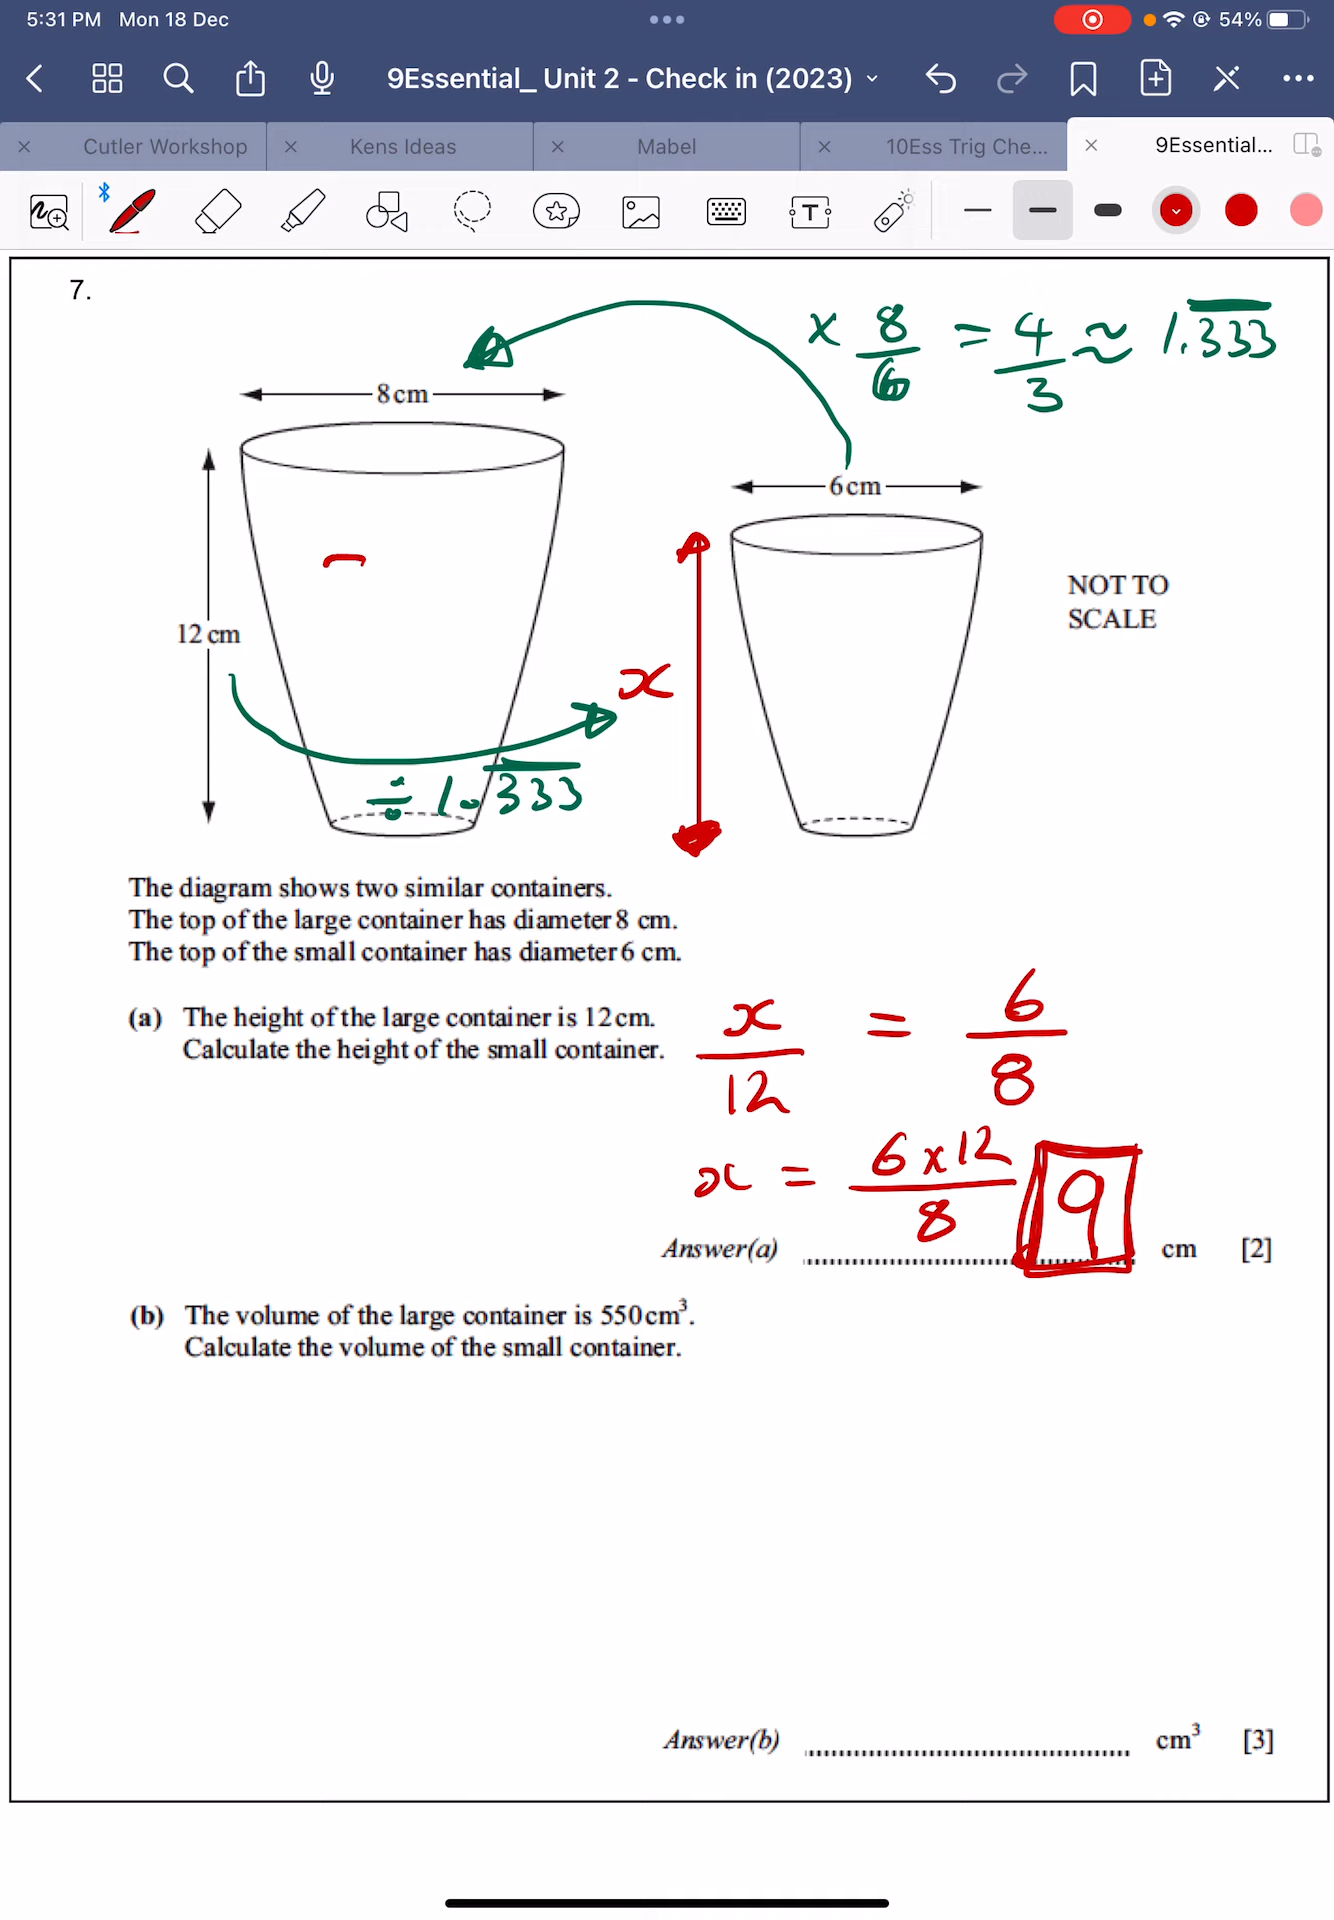 5:31 PM Mon 18 Dec
54%
9Essential_ Unit 2 - Check in (2023)
Cutler Workshop
Kens Ideas
Mabel
10Ess Trig Che...
9Essential...
7.
× 8/6 = 4/3 ≈ 1.333
8 cm
6 cm
NOT TO
SCALE
12 cm
x
÷ 1.333
The diagram shows two similar containers.
The top of the large container has diameter 8 cm.
The top of the small container has diameter 6 cm.
(a) The height of the large container is 12 cm.
Calculate the height of the small container.
x/12 = 6/8
x = 6 x 12/8
9
Answer(a) cm [2]
(b) The volume of the large container is 550 cm³.
Calculate the volume of the small container.
Answer(b) cm³ [3]